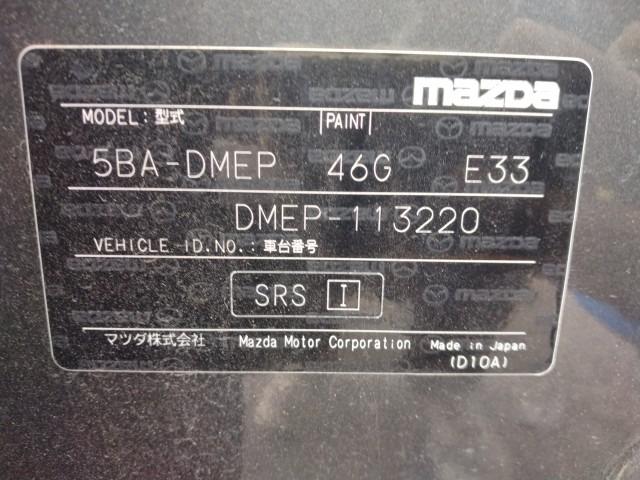 mazda
MODEL: 型式 PAINT
5BA-DMEP 46G E33
DMEP-113220
VEHICLE ID.NO.: 車台番号
SRS I
マツダ株式会社 Mazda Motor Corporation Made in Japan
(D10A)